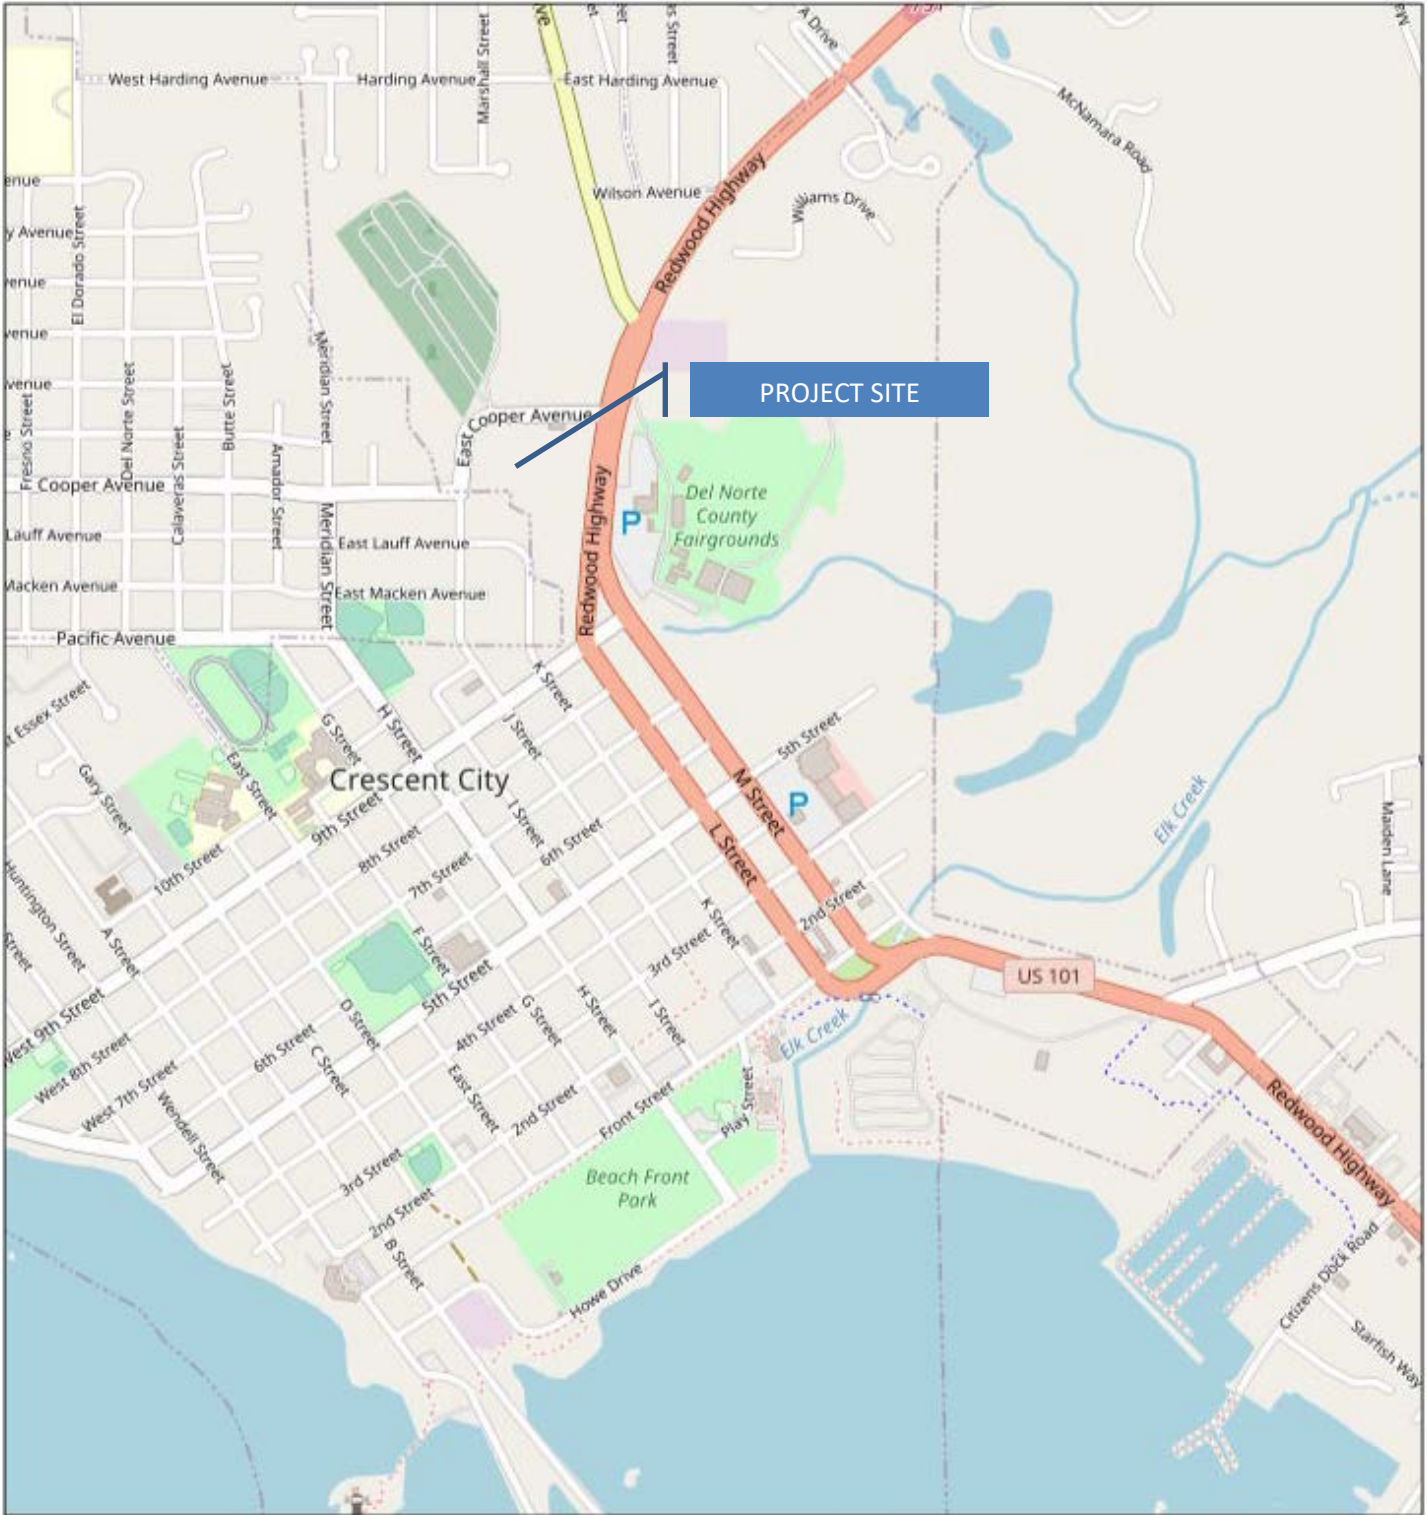 Marshall Street
A Drive
West Harding Avenue
Harding Avenue
East Harding Avenue
McNamara Road
Wilson Avenue
Redwood Highway
Williams Drive
El Dorado Street
Meridian Street
PROJECT SITE
Del Norte Street
Butte Street
Fresno Street
Cooper Avenue
East
Calaveras Street
Amador Street
Cooper Avenue
Redwood Highway
Del Norte
County
Fairgrounds
P
Meridian Street
Lauff Avenue
East Lauff Avenue
Macken Avenue
East Macken Avenue
Pacific Avenue
K Street
Essex Street
G Street
H Street
J Street
5th Street
Gary Street
East Street
Crescent City
M Street
P
Elk Creek
Maiden Lane
9th Street
I Street
6th Street
L Street
8th Street
10th Street
7th Street
Huntington Street
2nd Street
K Street
A Street
F Street
3rd Street
5th Street
US 101
West 9th Street
D Street
G Street
H Street
I Street
4th Street
Elk Creek
West 8th Street
6th Street
C Street
West 7th Street
East Street
2nd Street
Front Street
Play Street
Wendell Street
Redwood Highway
3rd Street
Beach Front
Park
2nd Street
B Street
Howe Drive
Citizens Dock Road
Starfish Way